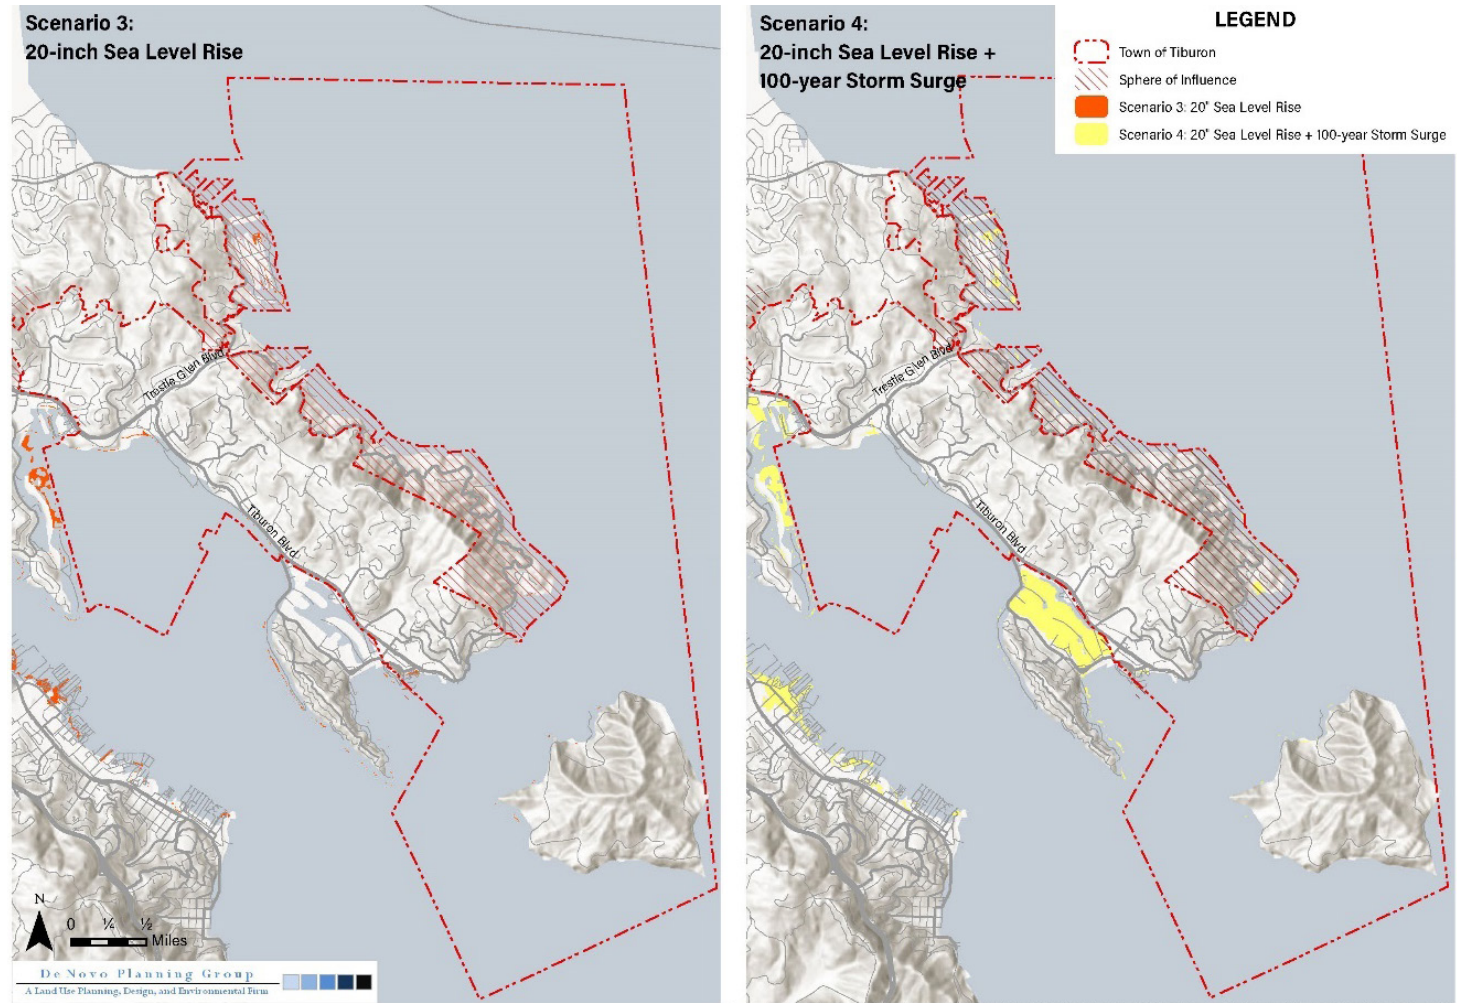 Scenario 3:
20-inch Sea Level Rise
Trestle Glen Blvd
Tiburon Blvd
N
0 ¼ ½
Miles
De Novo Planning Group
A Land Use Planning, Design, and Environmental Firm
Scenario 4:
20-inch Sea Level Rise +
100-year Storm Surge
LEGEND
Town of Tiburon
Sphere of Influence
Scenario 3: 20" Sea Level Rise
Scenario 4: 20" Sea Level Rise + 100-year Storm Surge
Trestle Glen Blvd
Tiburon Blvd